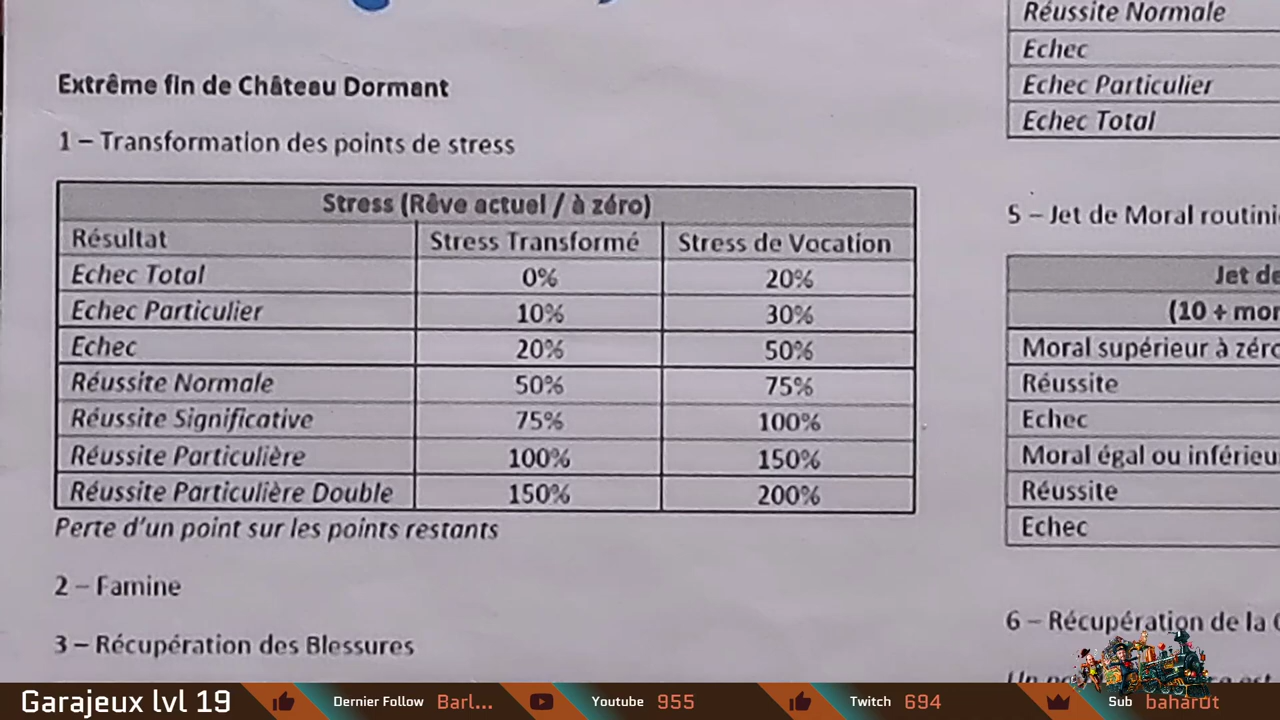 Extrême fin de Château Dormant
1 – Transformation des points de stress
Stress (Rêve actuel / à zéro)
Résultat Stress Transformé Stress de Vocation
Echec Total 0% 20%
Echec Particulier 10% 30%
Echec 20% 50%
Réussite Normale 50% 75%
Réussite Significative 75% 100%
Réussite Particulière 100% 150%
Réussite Particulière Double 150% 200%
Perte d'un point sur les points restants
2 – Famine
3 – Récupération des Blessures
Réussite Normale
Echec
Echec Particulier
Echec Total
5 – Jet de Moral routini
Jet de
(10 + mor
Moral supérieur à zéro
Réussite
Echec
Moral égal ou inférieu
Réussite
Echec
6 – Récupération de la
Garajeux lvl 19 Dernier Follow Barl... Youtube 955 Twitch 694 Sub bahar0t